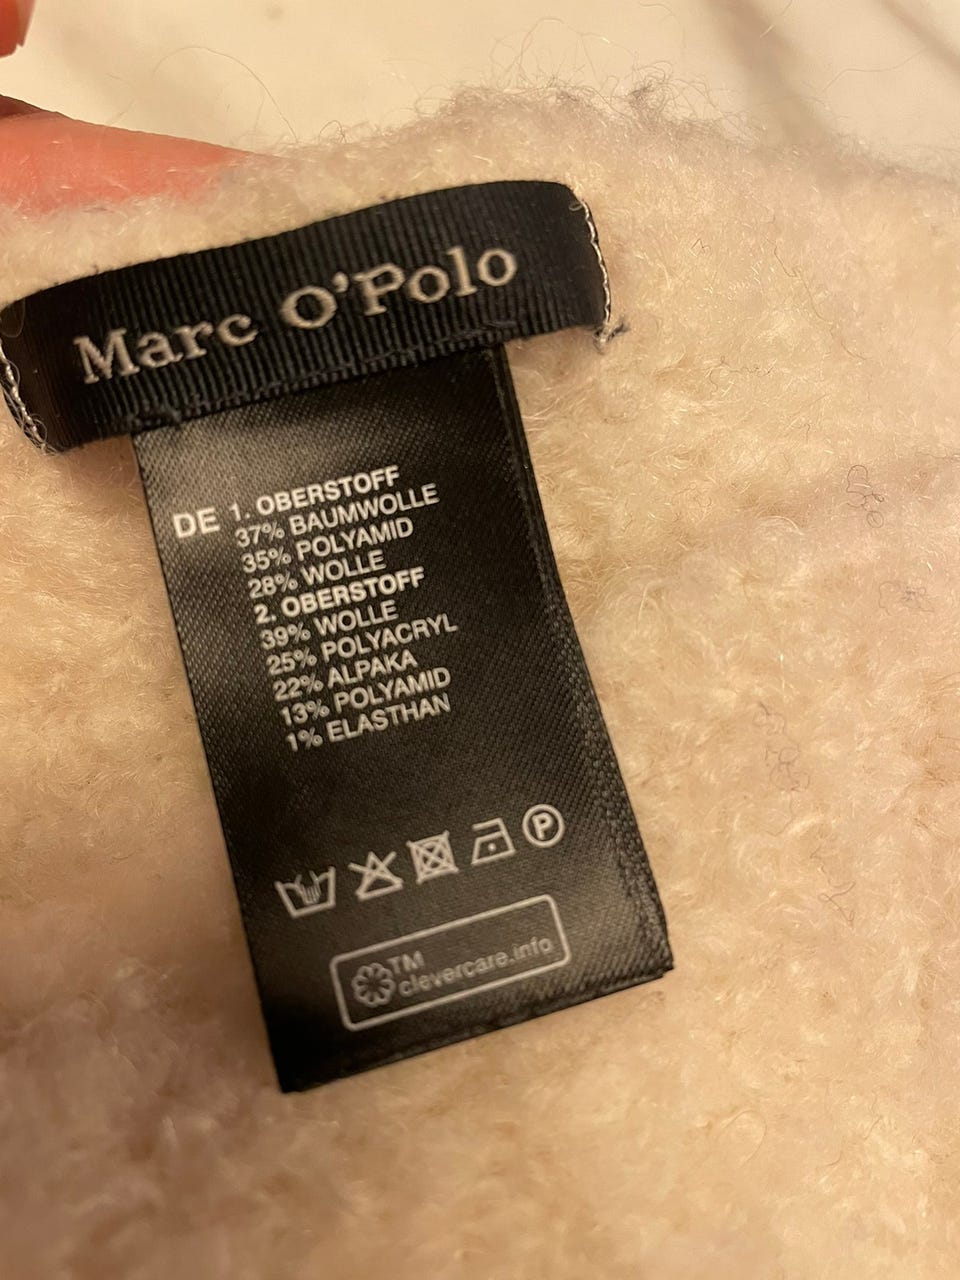 Marc O'Polo
DE 1. OBERSTOFF
37% BAUMWOLLE
35% POLYAMID
28% WOLLE
2. OBERSTOFF
39% WOLLE
25% POLYACRYL
22% ALPAKA
13% POLYAMID
1% ELASTHAN
P
TM
clevercare.info